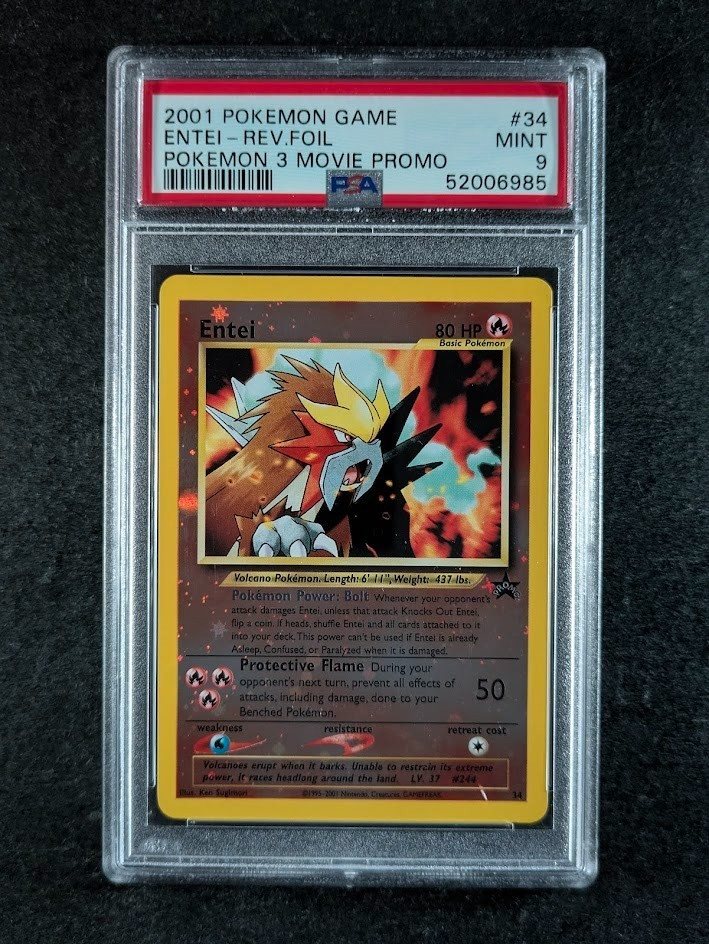 2001 POKEMON GAME #34
ENTEI - REV.FOIL MINT
POKEMON 3 MOVIE PROMO 9
PSA 52006985
Entei 80 HP
Basic Pokémon
Volcano Pokémon. Length: 6' 11", Weight: 437 lbs.
PROMO
Pokémon Power: Bolt Whenever your opponent's
attack damages Entei, unless that attack Knocks Out Entei,
flip a coin. If heads, shuffle Entei and all cards attached to it
into your deck. This power can't be used if Entei is already
Asleep, Confused, or Paralyzed when it is damaged.
Protective Flame During your
opponent's next turn, prevent all effects of
attacks, including damage, done to your
Benched Pokémon.
50
weakness resistance retreat cost
Volcanoes erupt when it barks. Unable to restrain its extreme
power, it races headlong around the land. LV. 37 #244
Illus. Ken Sugimori ©1995-2001 Nintendo, Creatures, GAMEFREAK. 34